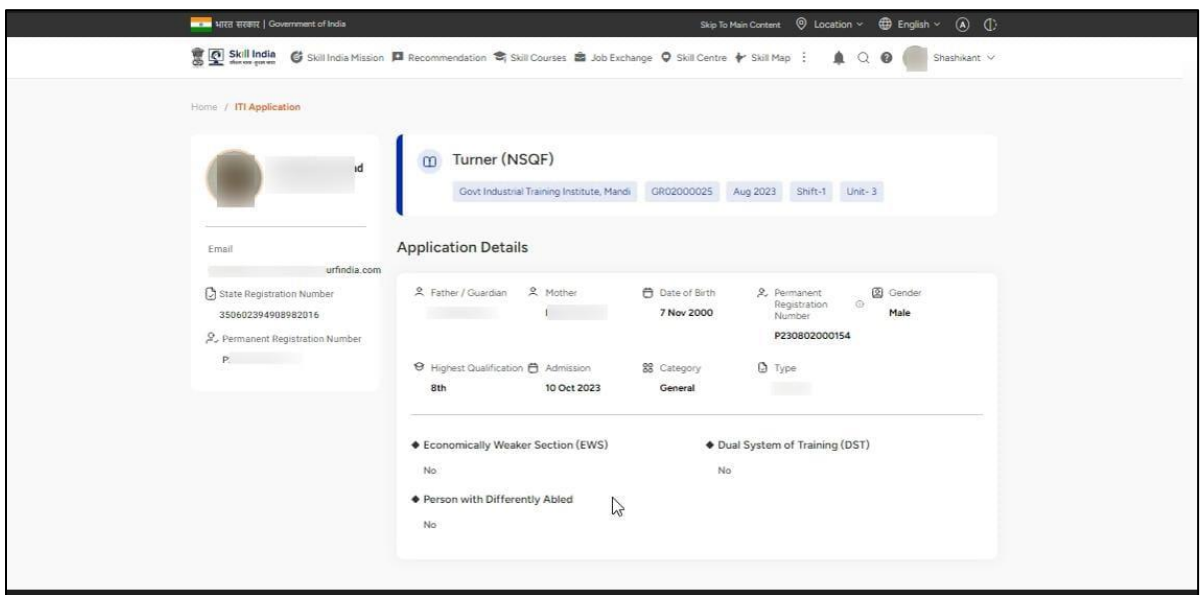 भारत सरकार | Government of India
Skip To Main Content
Location
English
A
Skill India
Skill India Mission
Recommendation
Skill Courses
Job Exchange
Skill Centre
Skill Map
Shashikant
Home / ITI Application
Turner (NSQF)
Govt Industrial Training Institute, Mandi
GR02000025
Aug 2023
Shift-1
Unit- 3
Email
urfindia.com
State Registration Number
350602394908982016
Permanent Registration Number
P
Application Details
Father / Guardian
Mother
Date of Birth
7 Nov 2000
Permanent
Registration
Number
P230802000154
Gender
Male
Highest Qualification
8th
Admission
10 Oct 2023
Category
General
Type
Economically Weaker Section (EWS)
No
Dual System of Training (DST)
No
Person with Differently Abled
No